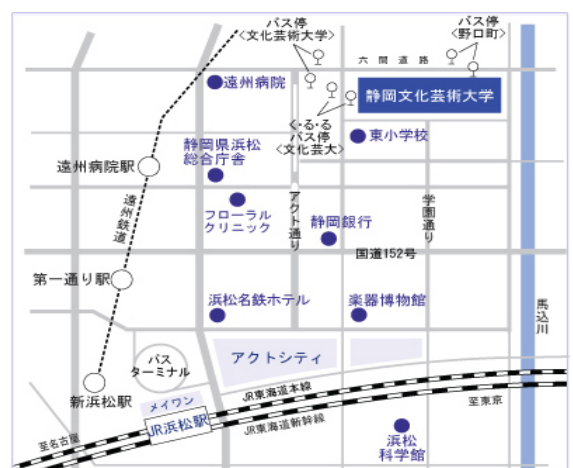 バス停
<文化芸術大学>
バス停
<野口町>
六間道路
遠州病院
静岡文化芸術大学
く・る・る
バス停
<文化芸大>
東小学校
静岡県浜松
総合庁舎
遠州病院駅
遠州鉄道
フローラル
クリニック
アクト通り
静岡銀行
学園通り
国道152号
第一通り駅
浜松名鉄ホテル
楽器博物館
馬込川
バス
ターミナル
アクトシティ
新浜松駅
メイワン
JR東海道本線
至東京
JR浜松駅
JR東海道新幹線
至名古屋
浜松
科学館